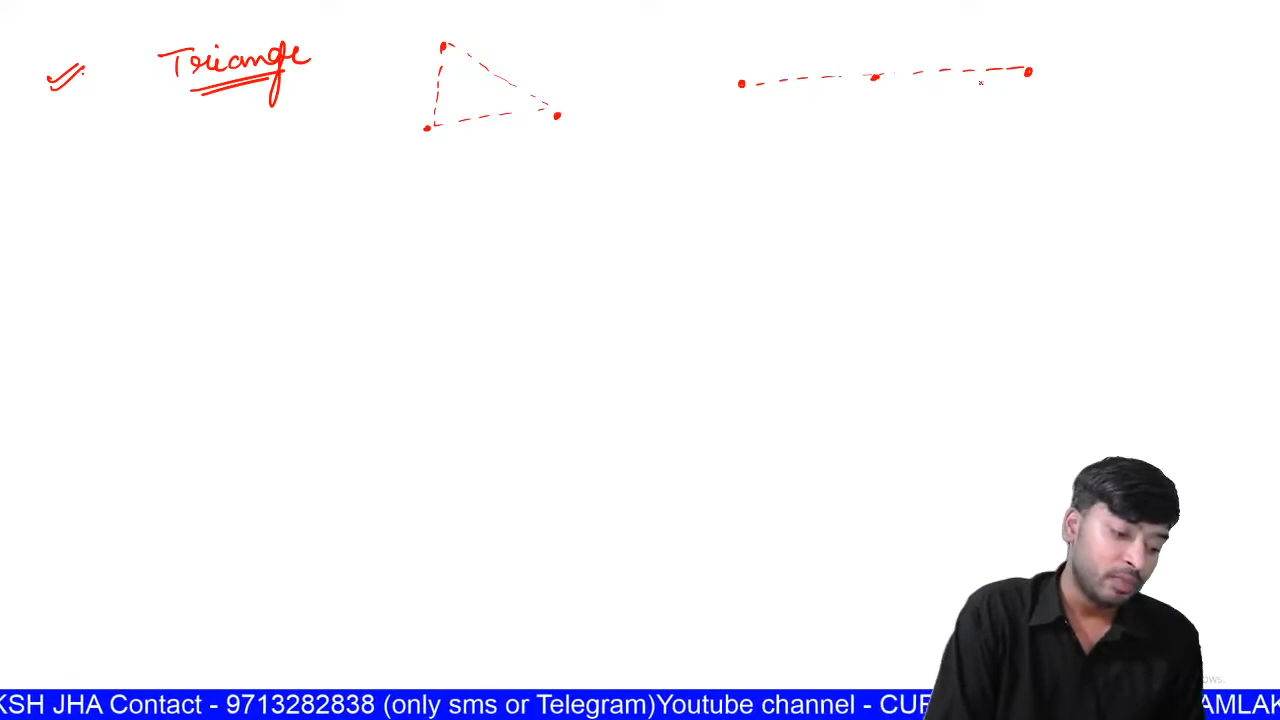 Triangle
KSH JHA Contact - 9713282838 (only sms or Telegram)Youtube channel - CUR
AMLAK